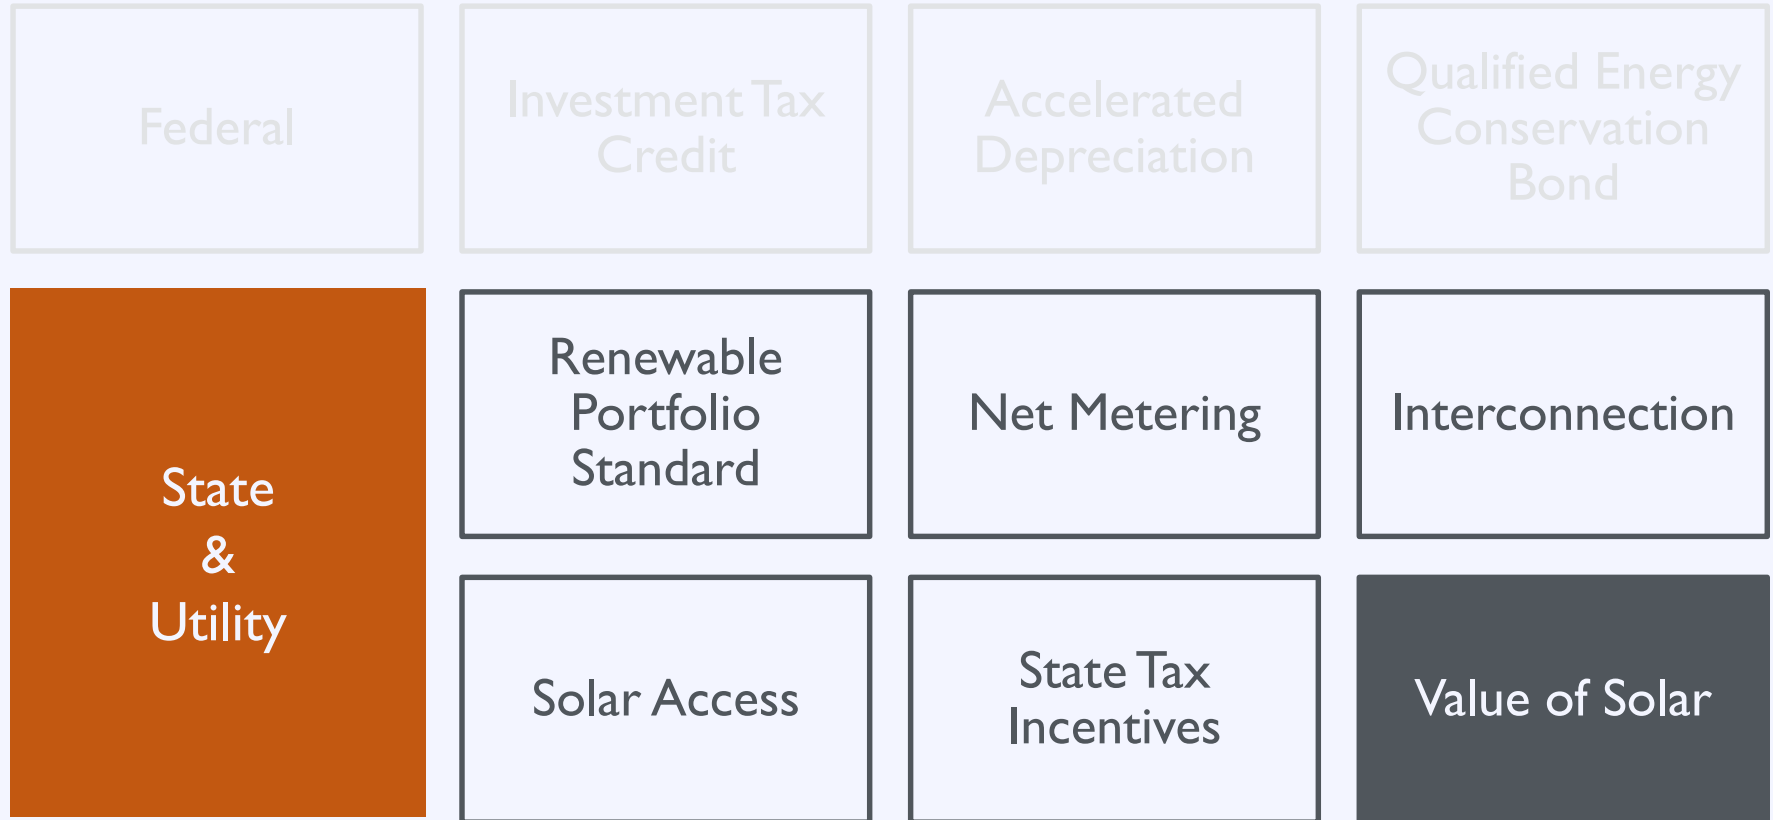 Federal
Investment Tax
Credit
Accelerated
Depreciation
Qualified Energy
Conservation
Bond
State
&
Utility
Renewable
Portfolio
Standard
Net Metering
Interconnection
Solar Access
State Tax
Incentives
Value of Solar